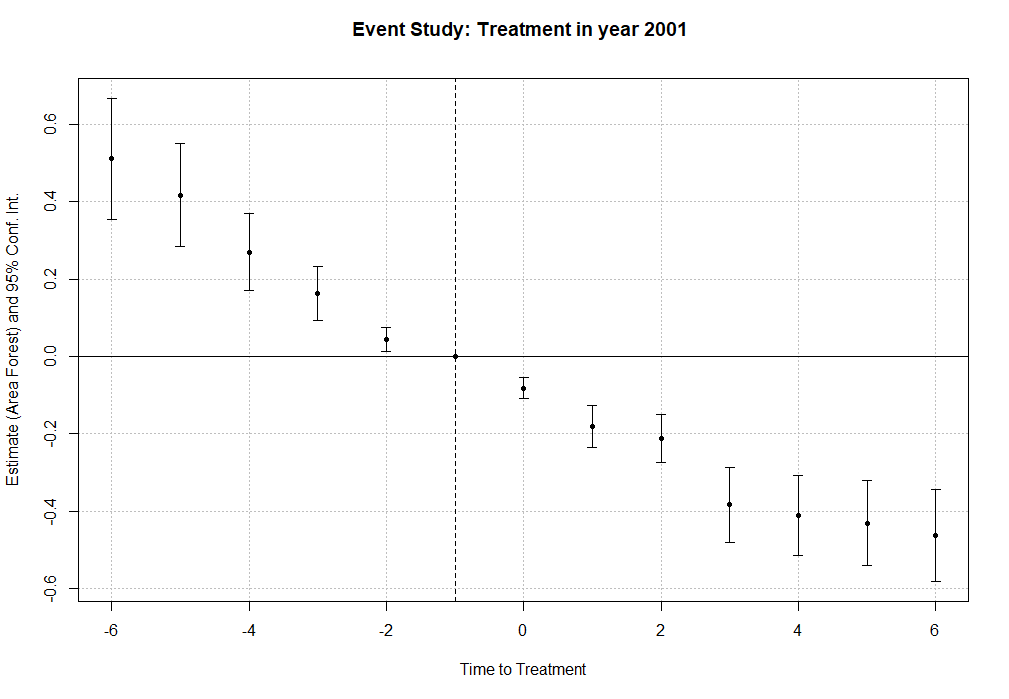 Event Study: Treatment in year 2001
Estimate (Area Forest) and 95% Conf. Int.
0.6
0.4
0.2
0.0
-0.2
-0.4
-0.6
-6 -4 -2 0 2 4 6
Time to Treatment